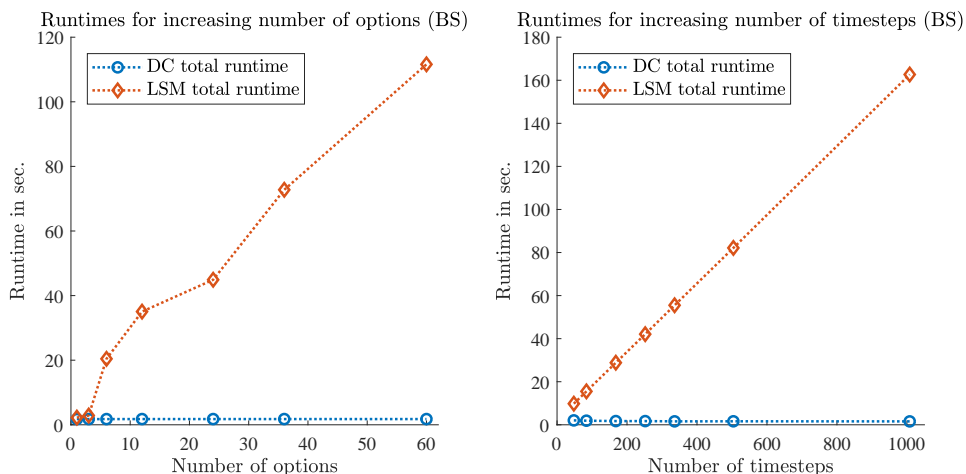 Runtimes for increasing number of options (BS)
120
100
80
60
40
20
0
Runtime in sec.
DC total runtime
LSM total runtime
0 10 20 30 40 50 60
Number of options
Runtimes for increasing number of timesteps (BS)
180
160
140
120
100
80
60
40
20
0
Runtime in sec.
DC total runtime
LSM total runtime
0 200 400 600 800 1000
Number of timesteps